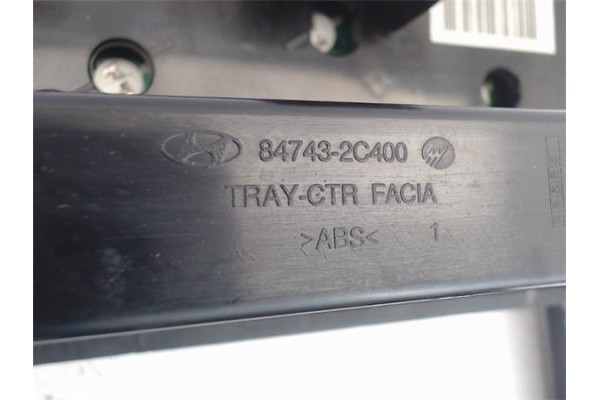 84743-2C400
TRAY-CTR FACIA
>ABS< 1